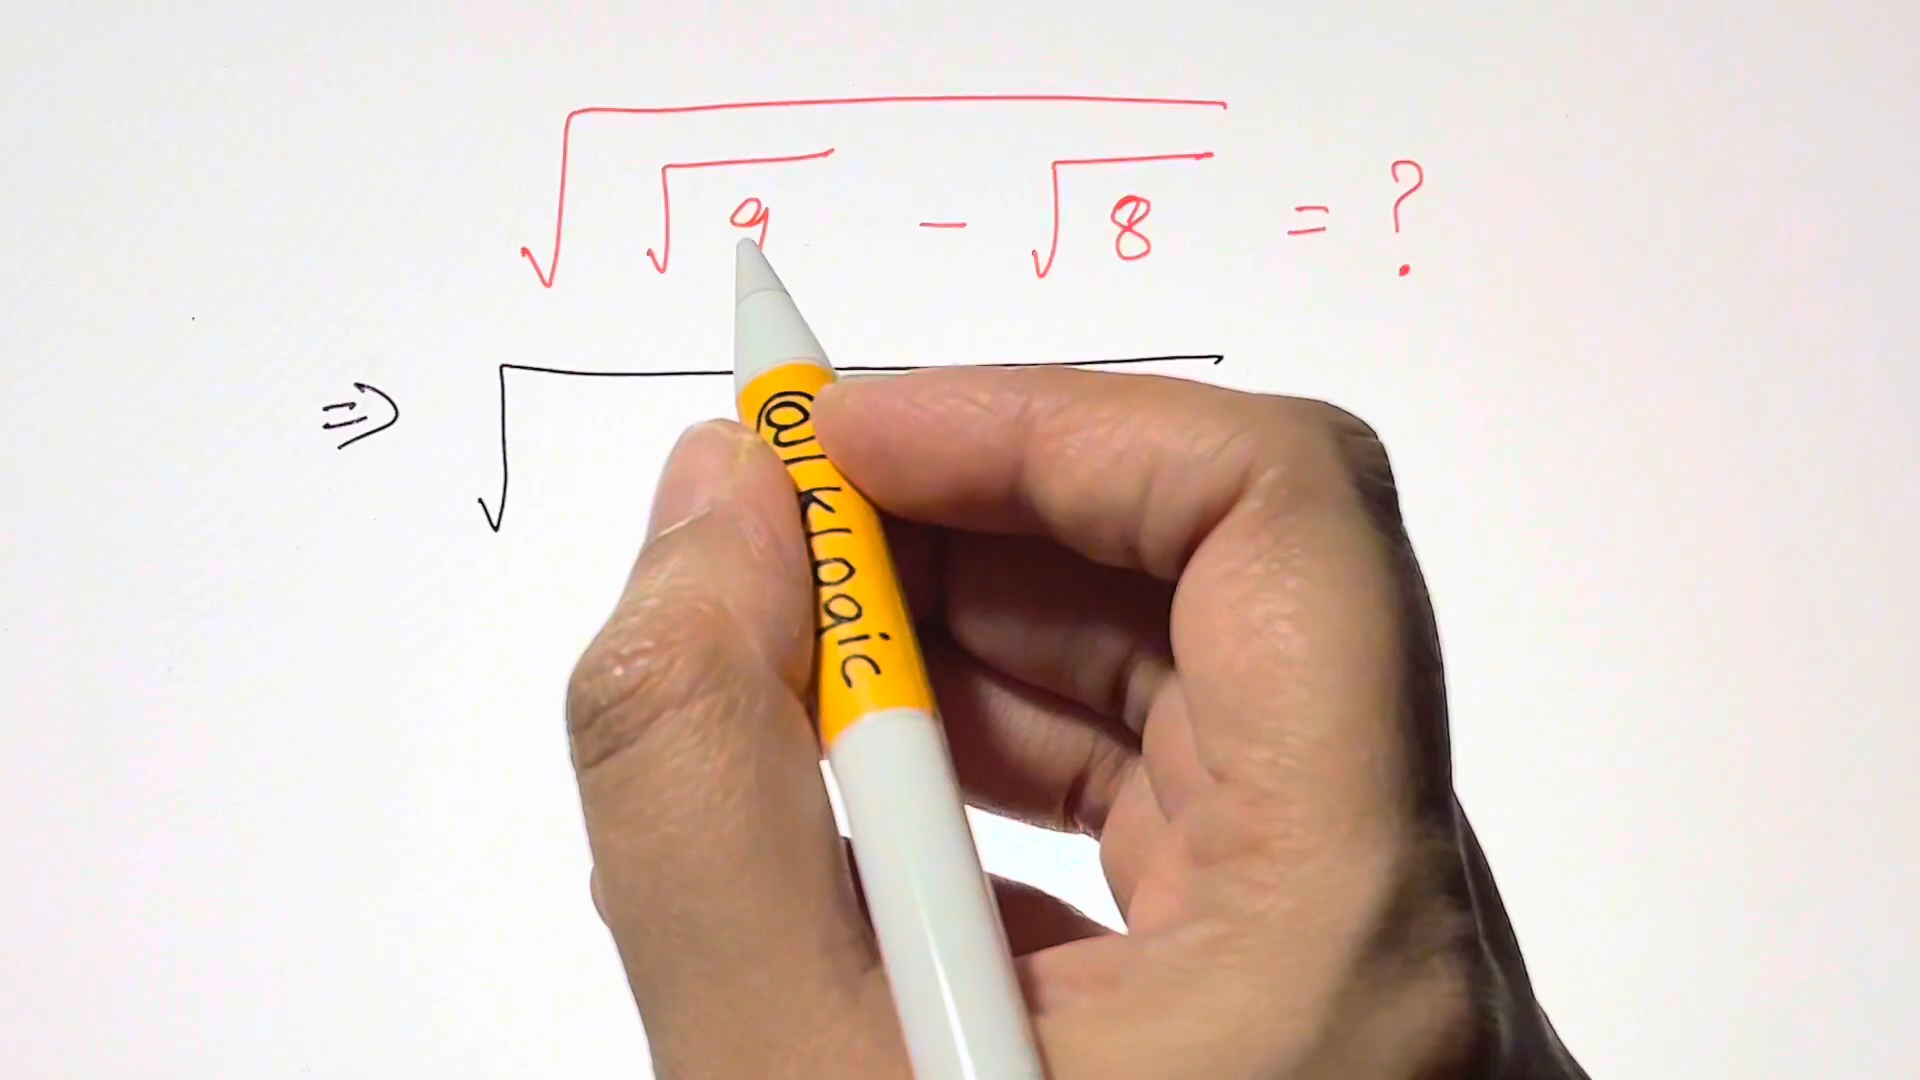 √(√9 - √8) = ?
⇒ √
@lkLogic